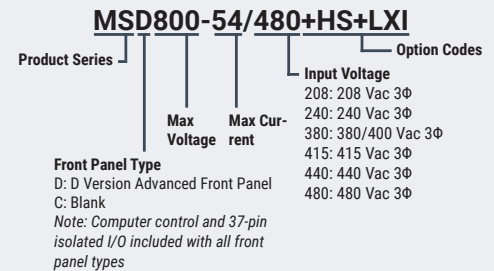 MSD800-54/480+HS+LXI
Product Series
Option Codes
Input Voltage
208: 208 Vac 3Φ
240: 240 Vac 3Φ
380: 380/400 Vac 3Φ
415: 415 Vac 3Φ
440: 440 Vac 3Φ
480: 480 Vac 3Φ
Max
Voltage
Max Cur-
rent
Front Panel Type
D: D Version Advanced Front Panel
C: Blank
Note: Computer control and 37-pin
isolated I/O included with all front
panel types